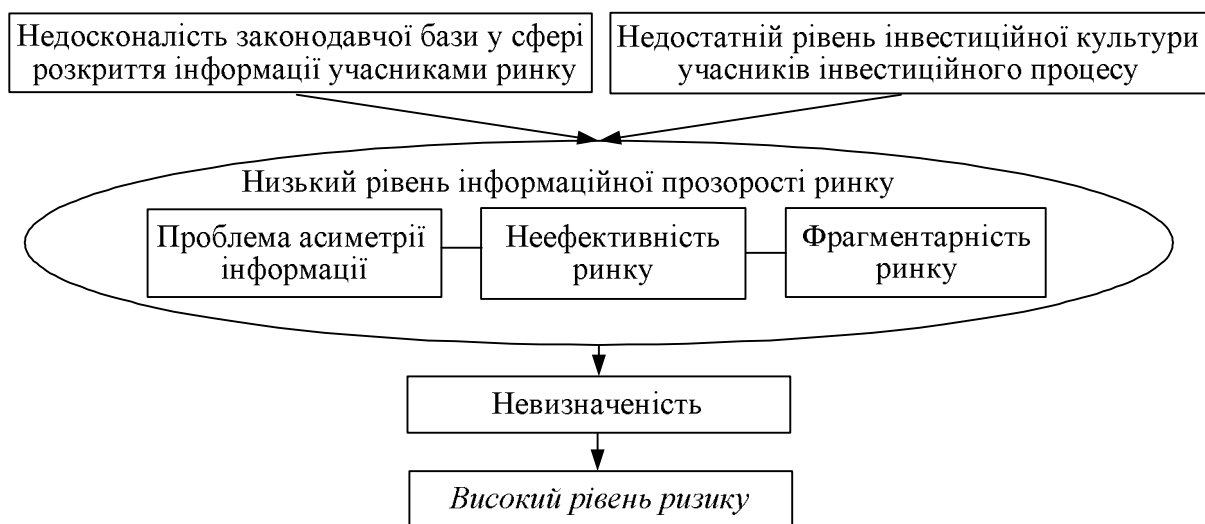 Недосконалість законодавчої бази у сфері
розкриття інформації учасниками ринку
Недостатній рівень інвестиційної культури
учасників інвестиційного процесу
Низький рівень інформаційної прозорості ринку
Проблема асиметрії
інформації
Неефективність
ринку
Фрагментарність
ринку
Невизначеність
Високий рівень ризику